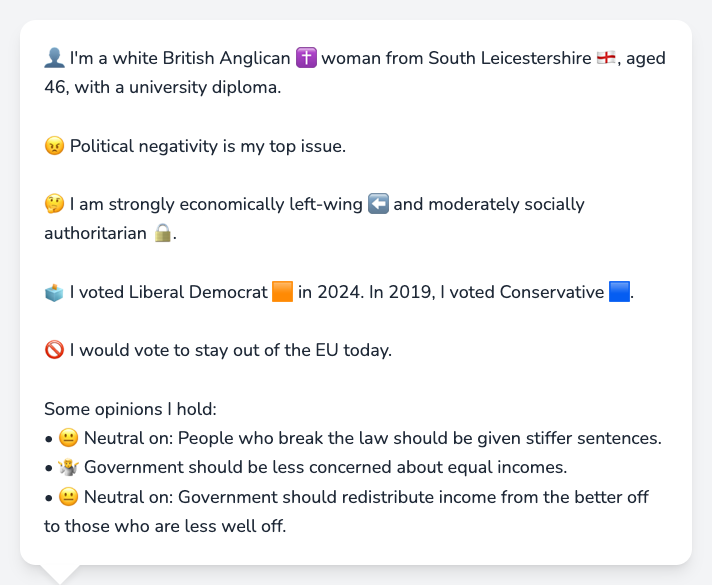 👤 I'm a white British Anglican ✝️ woman from South Leicestershire 🏴󠁧󠁢󠁥󠁮󠁧󠁿, aged
46, with a university diploma.
😠 Political negativity is my top issue.
🤔 I am strongly economically left-wing ⬅️ and moderately socially
authoritarian 🔒.
🗳️ I voted Liberal Democrat 🟧 in 2024. In 2019, I voted Conservative 🟦.
🚫 I would vote to stay out of the EU today.
Some opinions I hold:
• 😐 Neutral on: People who break the law should be given stiffer sentences.
• 🤷 Government should be less concerned about equal incomes.
• 😐 Neutral on: Government should redistribute income from the better off
to those who are less well off.